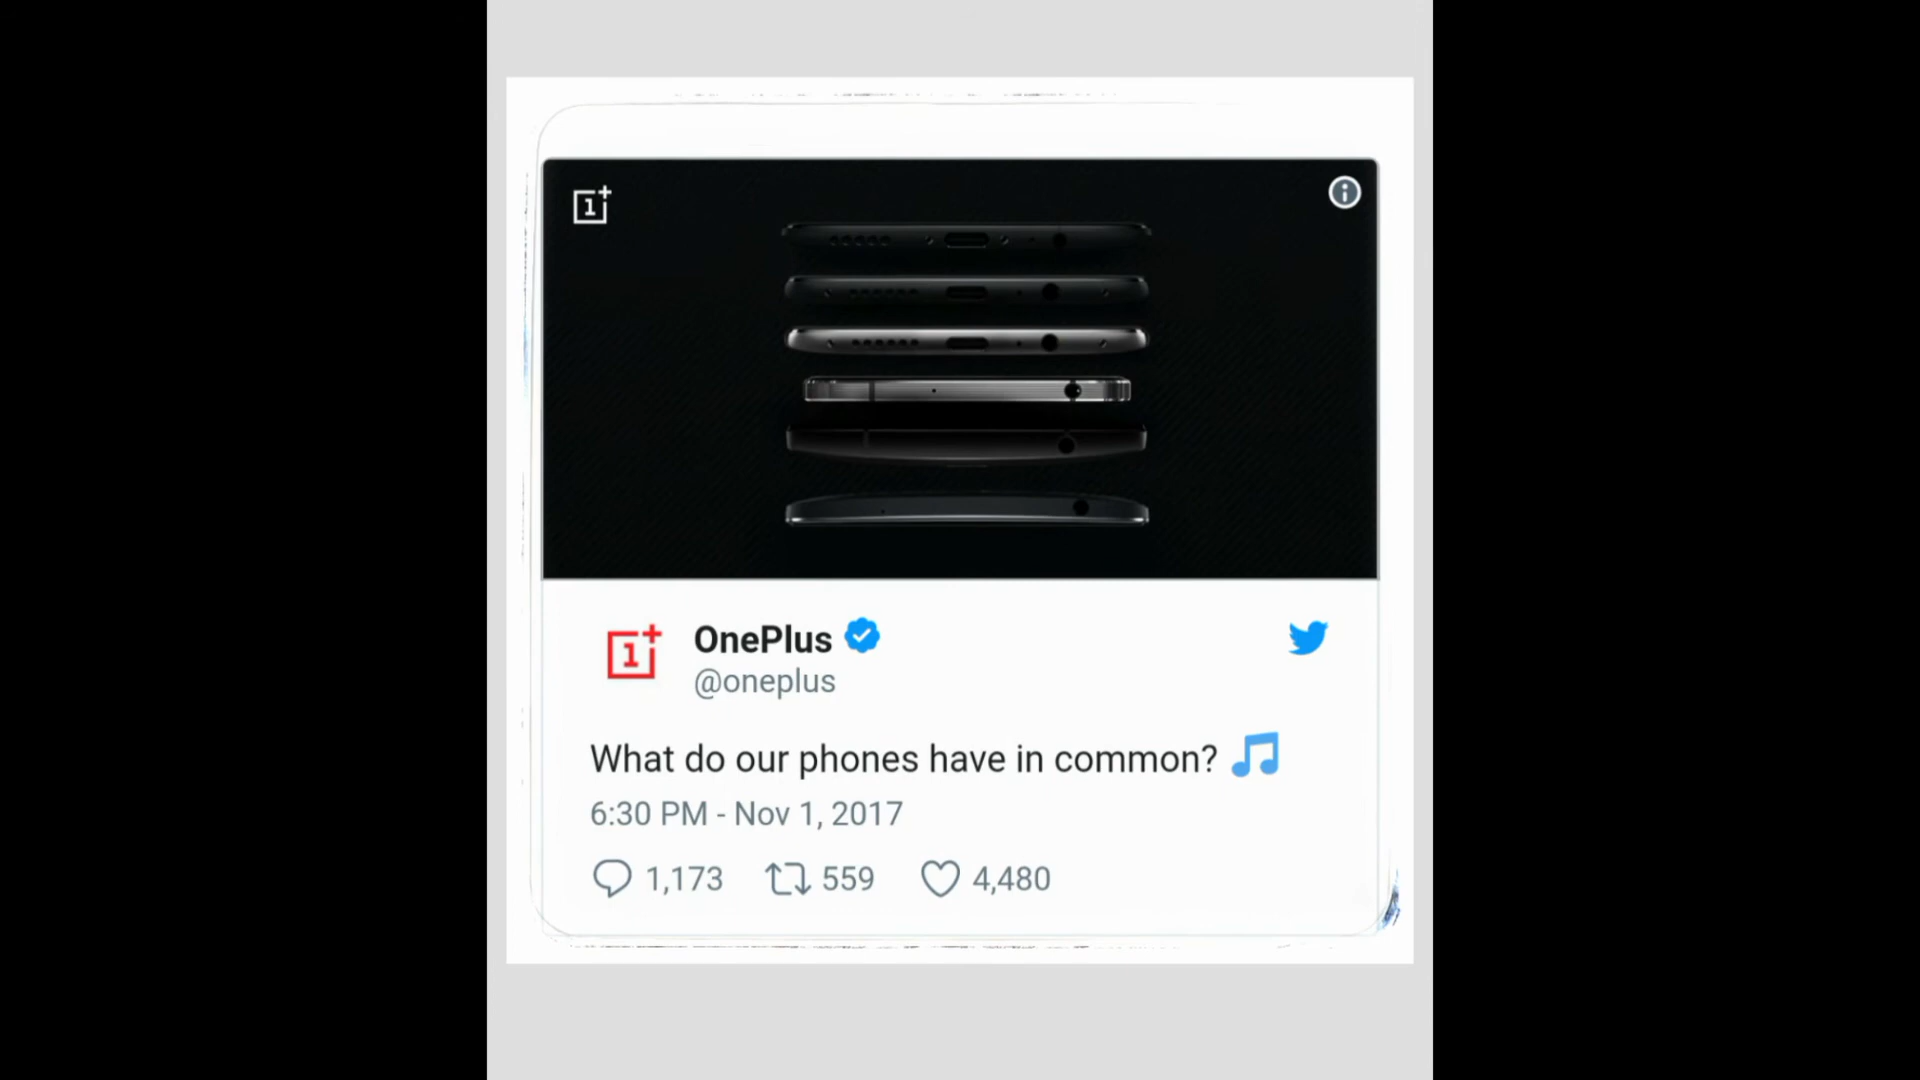 1+
OnePlus
@oneplus
What do our phones have in common? 🎵
6:30 PM - Nov 1, 2017
1,173 559 4,480